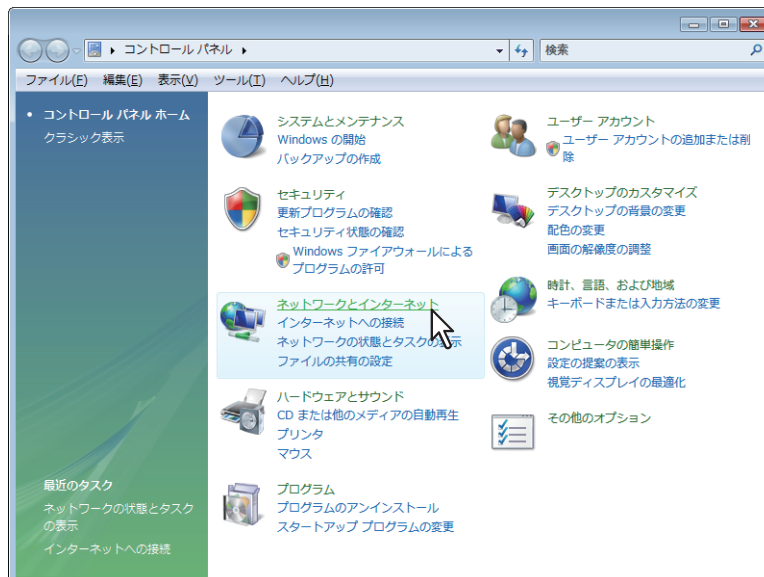 コントロール パネル
検索
ファイル(F) 編集(E) 表示(V) ツール(T) ヘルプ(H)
コントロール パネル ホーム
クラシック表示
システムとメンテナンス
Windows の開始
バックアップの作成
セキュリティ
更新プログラムの確認
セキュリティ状態の確認
Windows ファイアウォールによる
プログラムの許可
ネットワークとインターネット
インターネットへの接続
ネットワークの状態とタスクの表示
ファイルの共有の設定
ハードウェアとサウンド
CD または他のメディアの自動再生
プリンタ
マウス
プログラム
プログラムのアンインストール
スタートアップ プログラムの変更
ユーザー アカウント
ユーザー アカウントの追加または削
除
デスクトップのカスタマイズ
デスクトップの背景の変更
配色の変更
画面の解像度の調整
時計、言語、および地域
キーボードまたは入力方法の変更
コンピュータの簡単操作
設定の提案の表示
視覚ディスプレイの最適化
その他のオプション
最近のタスク
ネットワークの状態とタスク
の表示
インターネットへの接続